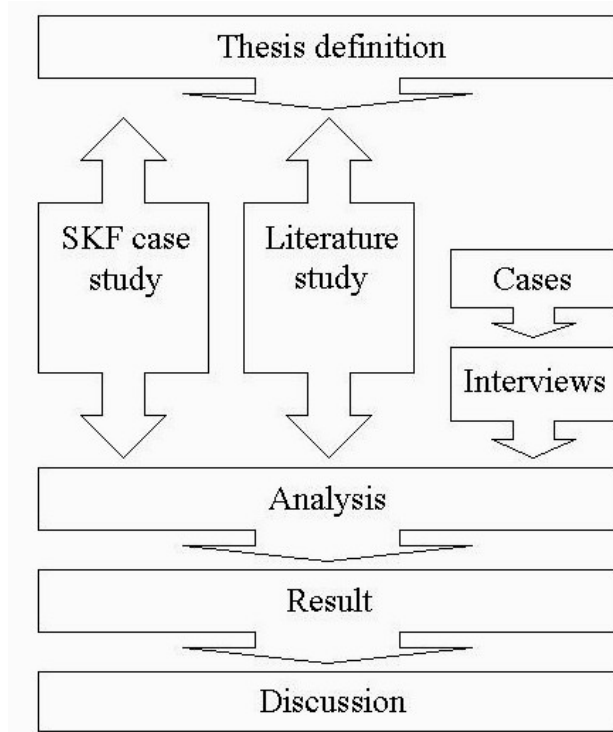 Thesis definition
SKF case
study
Literature
study
Cases
Interviews
Analysis
Result
Discussion